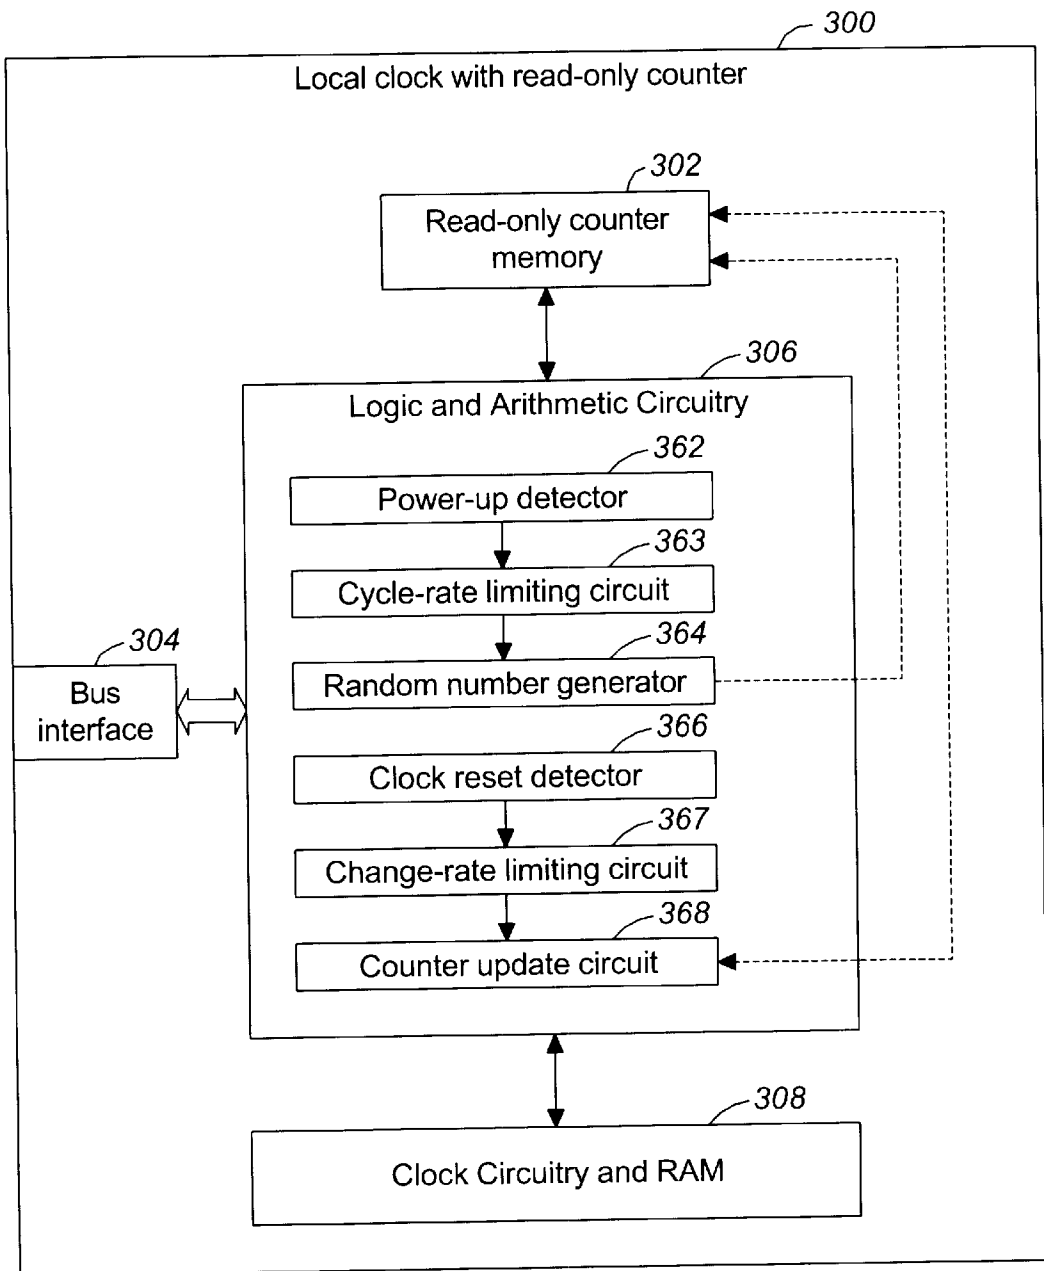 300
Local clock with read-only counter
302
Read-only counter
memory
306
Logic and Arithmetic Circuitry
362
Power-up detector
363
Cycle-rate limiting circuit
304
364
Bus
interface
Random number generator
366
Clock reset detector
367
Change-rate limiting circuit
368
Counter update circuit
308
Clock Circuitry and RAM